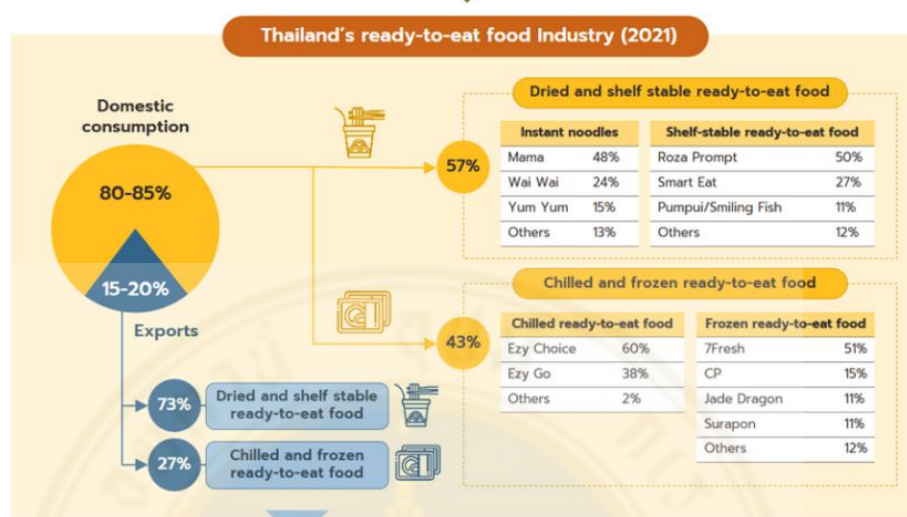 Thailand's ready-to-eat food Industry (2021)
Domestic
consumption
80-85%
15-20%
Exports
57%
Dried and shelf stable ready-to-eat food
Instant noodles
Mama 48%
Wai Wai 24%
Yum Yum 15%
Others 13%
Shelf-stable ready-to-eat food
Roza Prompt 50%
Smart Eat 27%
Pumpui/Smiling Fish 11%
Others 12%
43%
Chilled and frozen ready-to-eat food
Chilled ready-to-eat food
Ezy Choice 60%
Ezy Go 38%
Others 2%
Frozen ready-to-eat food
7Fresh 51%
CP 15%
Jade Dragon 11%
Surapon 11%
Others 12%
73%
Dried and shelf stable
ready-to-eat food
27%
Chilled and frozen
ready-to-eat food